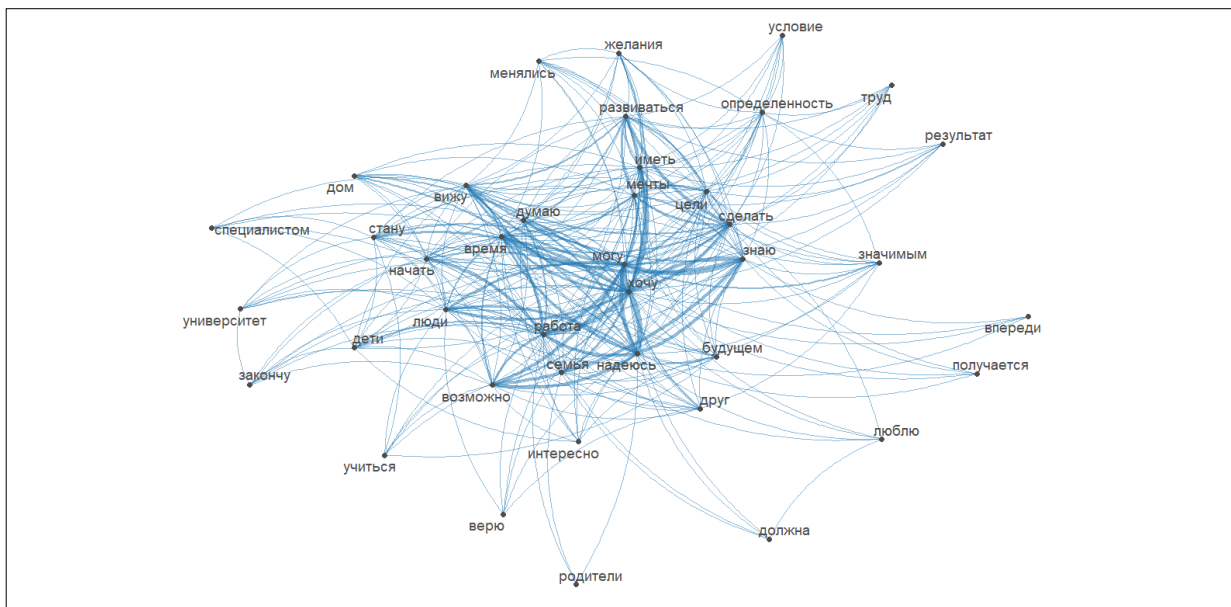 условие
желания
менялись
труд
определенность
развиваться
результат
иметь
мечты
дом
вижу
цели
думаю
сделать
специалистом
стану
время
знаю
значимым
могу
начать
хочу
университет
люди
работа
впереди
дети
будущем
закончу
семья
надеюсь
получается
возможно
друг
люблю
интересно
учиться
верю
должна
родители